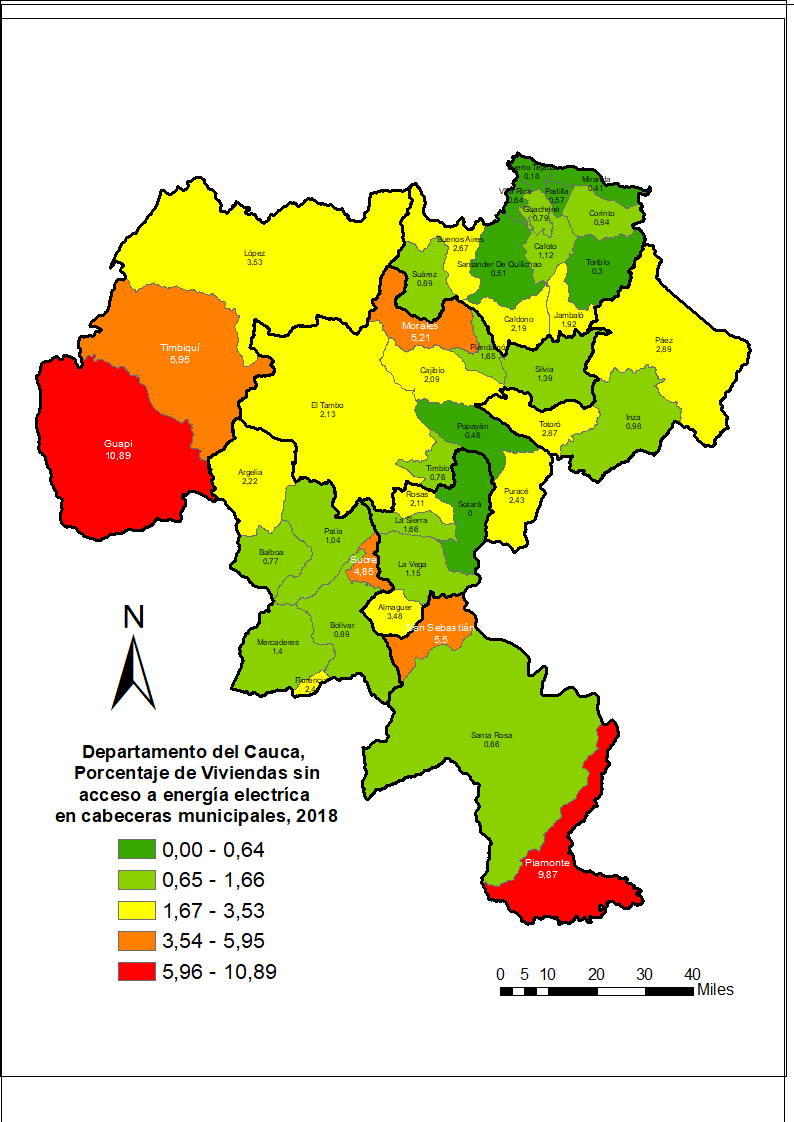 Miranda
0,41
0,18
Padilla
0,57
0,64
Guachené
0,79
Corinto
0,94
Buenos Aires
2,67
Caloto
1,12
López
3,53
Santander De Quilichao
0,51
Toribío
0,3
Suárez
0,89
Jambaló
1,92
Caldono
2,19
Morales
5,21
Páez
2,89
Timbiquí
5,95
1,65
Cajibío
2,09
Silvia
1,39
El Tambo
2,13
Inza
0,98
Popayán
0,48
Totoró
2,87
Guapi
10,89
Argelia
2,22
Timbío
0,76
Puracé
2,43
Rosas
2,11
Sotará
0
La Sierra
1,66
Patía
1,04
Balboa
0,77
Sucre
4,85
La Vega
1,15
Almaguer
3,48
N
Bolívar
0,89
San Sebastián
5,5
Mercaderes
1,4
Santa Rosa
0,86
Departamento del Cauca,
Porcentaje de Viviendas sin
acceso a energía electríca
en cabeceras municipales, 2018
0,00 - 0,64
0,65 - 1,66
1,67 - 3,53
3,54 - 5,95
5,96 - 10,89
Piamonte
9,87
0 5 10 20 30 40
Miles